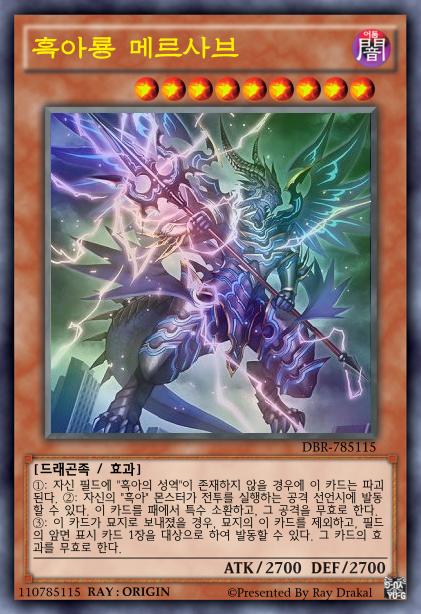 흑아룡 메르사브
어둠
闇
DBR-785115
[드래곤족 / 효과]
①: 자신 필드에 "흑아의 성역"이 존재하지 않을 경우에 이 카드는 파괴
된다. ②: 자신의 "흑아" 몬스터가 전투를 실행하는 공격 선언시에 발동
할 수 있다. 이 카드를 패에서 특수 소환하고, 그 공격을 무효로 한다.
③: 이 카드가 묘지로 보내졌을 경우, 묘지의 이 카드를 제외하고, 필드
의 앞면 표시 카드 1장을 대상으로 하여 발동할 수 있다. 그 카드의 효
과를 무효로 한다.
ATK/2700 DEF/2700
110785115 RAY : ORIGIN ©Presented By Ray Drakal